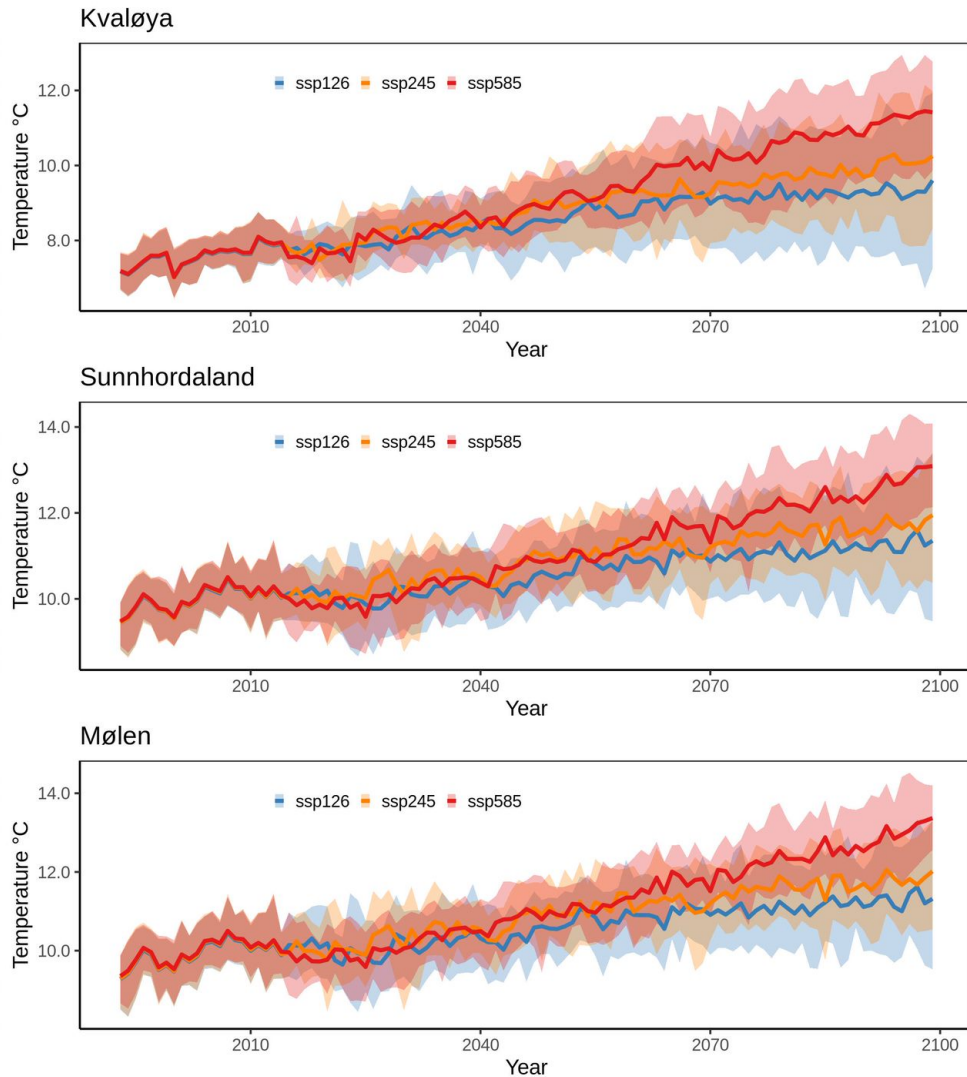 Kvaløya
ssp126 ssp245 ssp585
12.0
10.0
8.0
Temperature °C
2010 2040 2070 2100
Year
Sunnhordaland
ssp126 ssp245 ssp585
14.0
12.0
10.0
Temperature °C
2010 2040 2070 2100
Year
Mølen
ssp126 ssp245 ssp585
14.0
12.0
10.0
Temperature °C
2010 2040 2070 2100
Year